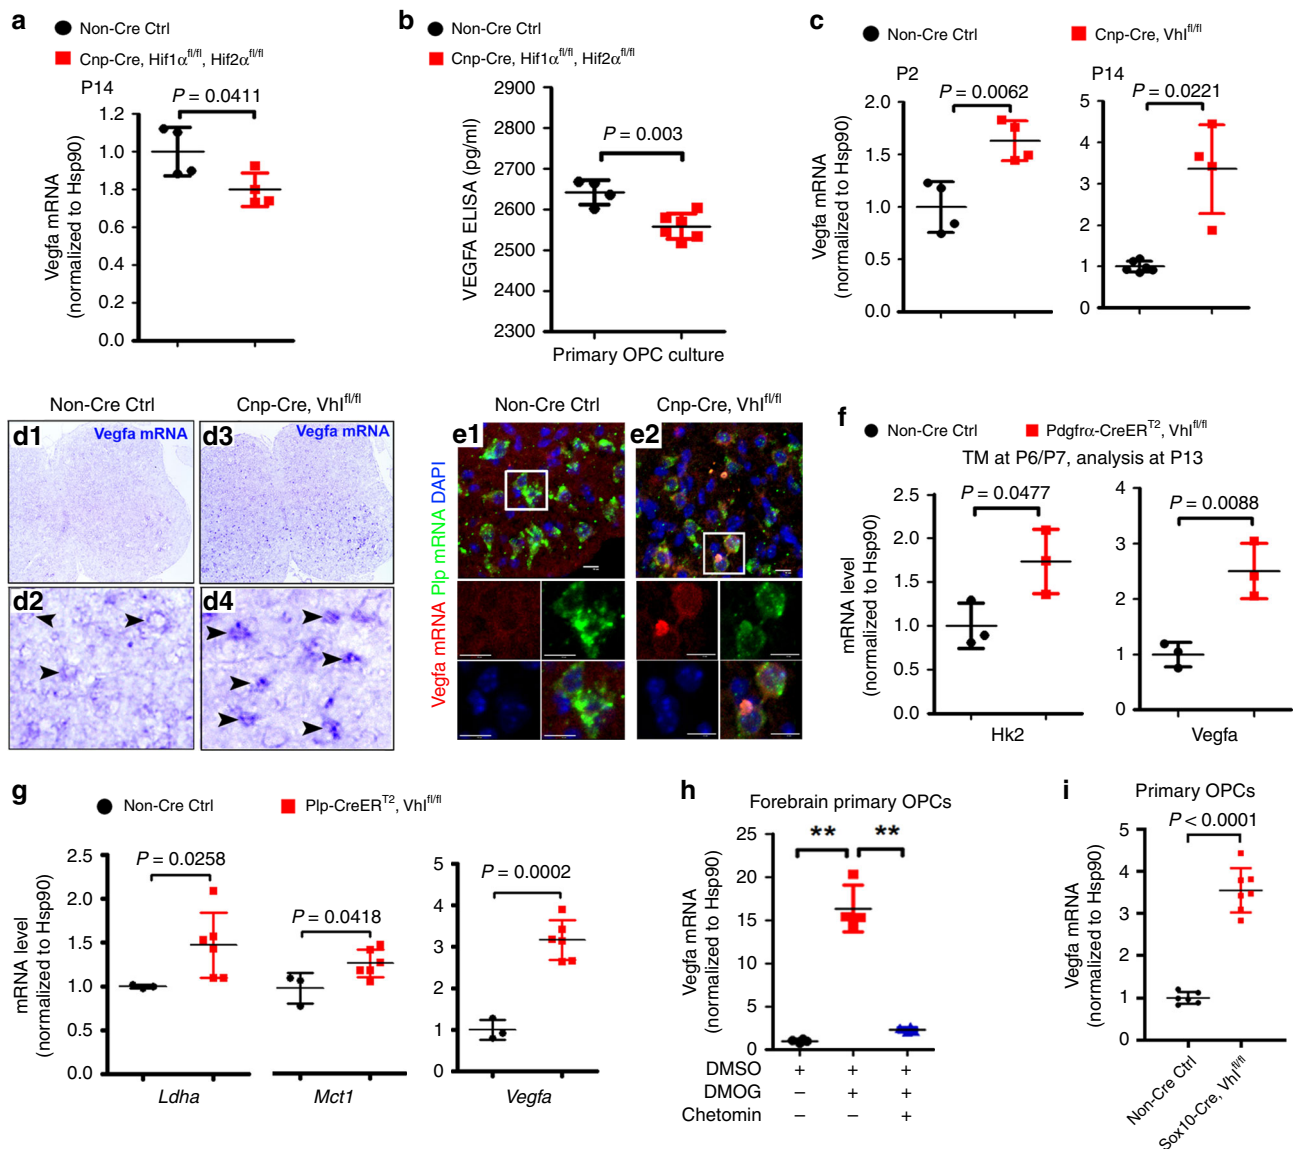 a
Non-Cre Ctrl
Cnp-Cre, Hif1α^fl/fl, Hif2α^fl/fl
P14
P = 0.0411
Vegfa mRNA
(normalized to Hsp90)
1.2
1.0
1.8
0.6
0.4
0.2
0.0
b
Non-Cre Ctrl
Cnp-Cre, Hif1α^fl/fl, Hif2α^fl/fl
P = 0.003
VEGFA ELISA (pg/ml)
2900
2800
2700
2600
2500
2400
2300
Primary OPC culture
c
Non-Cre Ctrl
Cnp-Cre, Vhl^fl/fl
P2
P = 0.0062
Vegfa mRNA
(normalized to Hsp90)
2.0
1.5
1.0
0.5
0.0
P14
P = 0.0221
5
4
3
2
1
0
Non-Cre Ctrl
Cnp-Cre, Vhl^fl/fl
d1
Vegfa mRNA
d3
Vegfa mRNA
d2
d4
Non-Cre Ctrl
Cnp-Cre, Vhl^fl/fl
e1
e2
Vegfa mRNA Plp mRNA DAPI
f
Non-Cre Ctrl
Pdgfrα-CreER^T2, Vhl^fl/fl
TM at P6/P7, analysis at P13
P = 0.0477
mRNA level
(normalized to Hsp90)
2.5
2.0
1.5
1.0
0.5
0.0
Hk2
P = 0.0088
4
3
2
1
0
Vegfa
g
Non-Cre Ctrl
Plp-CreER^T2, Vhl^fl/fl
mRNA level
(normalized to Hsp90)
2.5
2.0
1.5
1.0
0.5
0.0
P = 0.0258
Ldha
P = 0.0418
Mct1
P = 0.0002
5
4
3
2
1
0
Vegfa
h
Forebrain primary OPCs
** **
Vegfa mRNA
(normalized to Hsp90)
25
20
15
10
5
0
DMSO + + +
DMOG – + +
Chetomin – – +
i
Primary OPCs
P < 0.0001
Vegfa mRNA
(normalized to Hsp90)
5
4
3
2
1
0
Non-Cre Ctrl
Sox10-Cre, Vhl^fl/fl